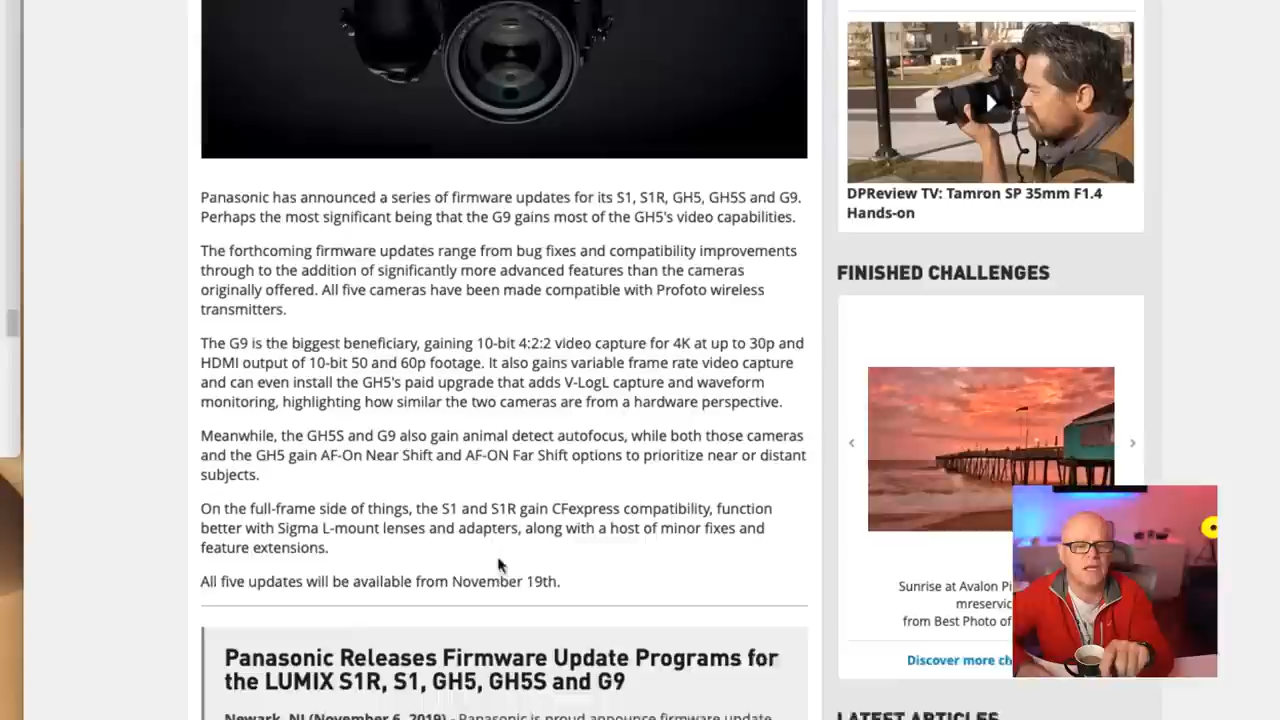 Panasonic has announced a series of firmware updates for its S1, S1R, GH5, GH5S and G9.
Perhaps the most significant being that the G9 gains most of the GH5's video capabilities.
The forthcoming firmware updates range from bug fixes and compatibility improvements
through to the addition of significantly more advanced features than the cameras
originally offered. All five cameras have been made compatible with Profoto wireless
transmitters.
The G9 is the biggest beneficiary, gaining 10-bit 4:2:2 video capture for 4K at up to 30p and
HDMI output of 10-bit 50 and 60p footage. It also gains variable frame rate video capture
and can even install the GH5's paid upgrade that adds V-LogL capture and waveform
monitoring, highlighting how similar the two cameras are from a hardware perspective.
Meanwhile, the GH5S and G9 also gain animal detect autofocus, while both those cameras
and the GH5 gain AF-On Near Shift and AF-ON Far Shift options to prioritize near or distant
subjects.
On the full-frame side of things, the S1 and S1R gain CFexpress compatibility, function
better with Sigma L-mount lenses and adapters, along with a host of minor fixes and
feature extensions.
All five updates will be available from November 19th.
Panasonic Releases Firmware Update Programs for
the LUMIX S1R, S1, GH5, GH5S and G9
Newark, NJ (November 6, 2019) - Panasonic is proud announce firmware update
DPReview TV: Tamron SP 35mm F1.4
Hands-on
FINISHED CHALLENGES
Sunrise at Avalon Pi
mreservic
from Best Photo of
Discover more ch
LATEST ARTICLES